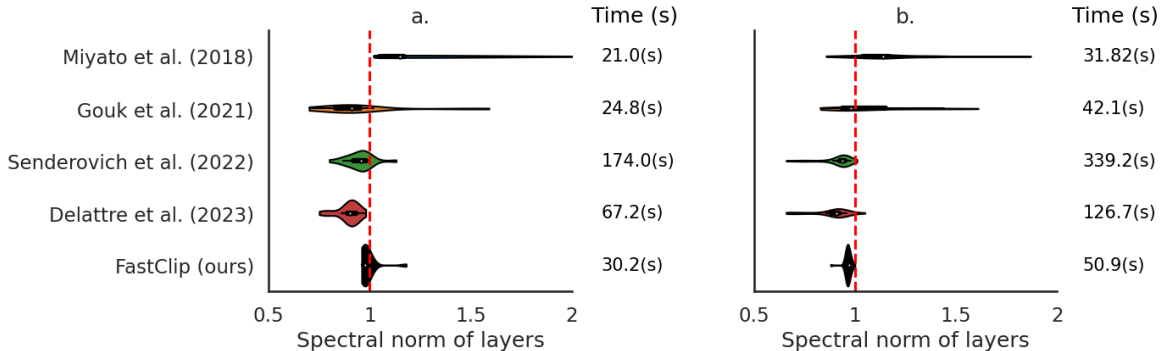 a. Time (s) b. Time (s)
Miyato et al. (2018) 21.0(s) 31.82(s)
Gouk et al. (2021) 24.8(s) 42.1(s)
Senderovich et al. (2022) 174.0(s) 339.2(s)
Delattre et al. (2023) 67.2(s) 126.7(s)
FastClip (ours) 30.2(s) 50.9(s)
0.5 1 1.5 2 0.5 1 1.5 2
Spectral norm of layers Spectral norm of layers